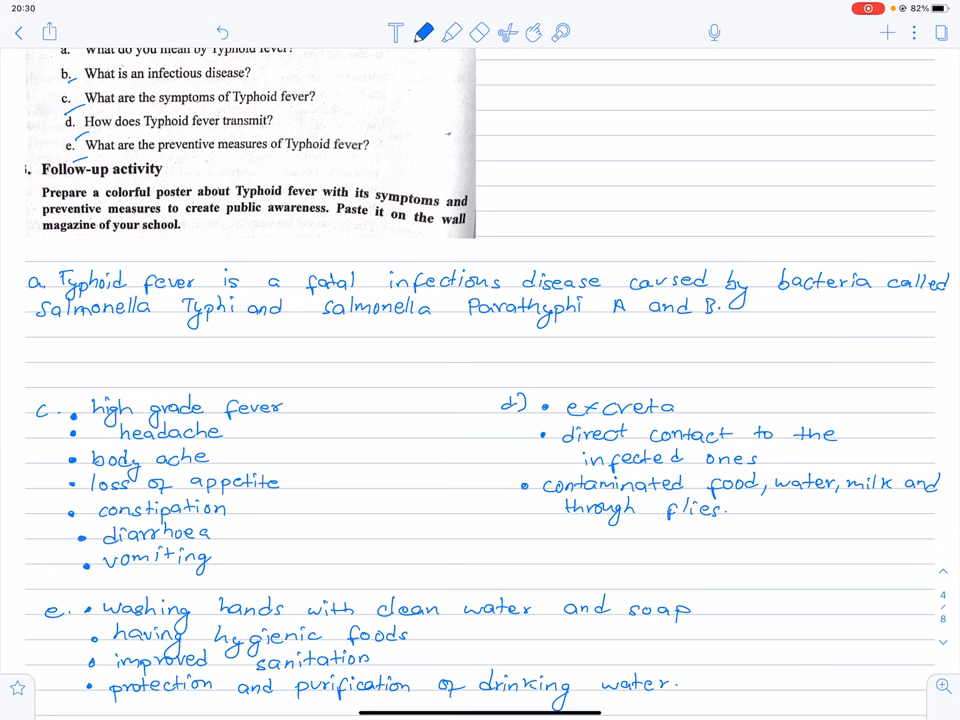 20:30
82%
a. What do you mean by Typhoid fever?
b. What is an infectious disease?
c. What are the symptoms of Typhoid fever?
d. How does Typhoid fever transmit?
e. What are the preventive measures of Typhoid fever?
. Follow-up activity
Prepare a colorful poster about Typhoid fever with its symptoms and
preventive measures to create public awareness. Paste it on the wall
magazine of your school.
a. Typhoid fever is a fatal infections disease caused by bacteria called
Salmonella Typhi and Salmonella Parathyphi A and B.
c. • high grade fever
• headache
• body ache
• loss of appetite
• constipation
• diarrhoea
• vomiting
d) • excreta
• direct contact to the
infected ones
• contaminated food, water, milk and
through flies.
e. • washing hands with clean water and soap
• having hygienic foods
• improved sanitation
• protection and purification of drinking water.
4
/
8